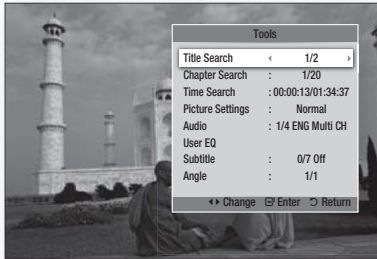 Tools
Title Search 1/2
Chapter Search : 1/20
Time Search : 00:00:13/01:34:37
Picture Settings : Normal
Audio : 1/4 ENG Multi CH
User EQ
Subtitle : 0/7 Off
Angle : 1/1
Change Enter Return